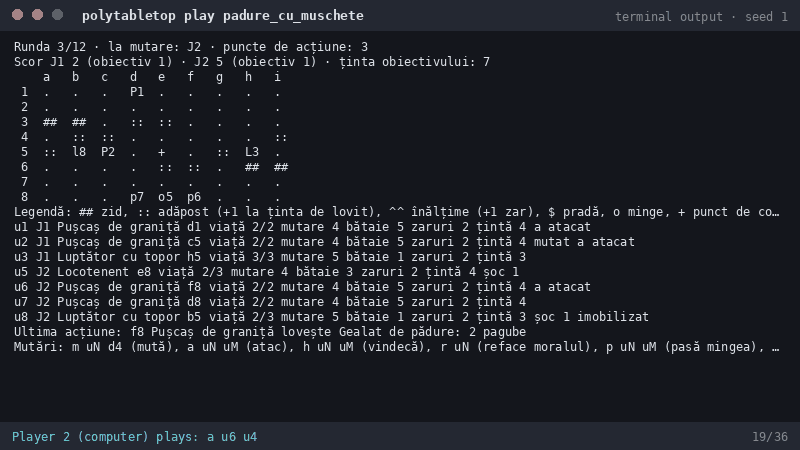 polytabletop play padure_cu_muschete
terminal output · seed 1
Runda 3/12 · la mutare: J2 · puncte de acțiune: 3
Scor J1 2 (obiectiv 1) · J2 5 (obiectiv 1) · ținta obiectivului: 7
a b c d e f g h i
1 . . . P1 . . . . .
2 . . . . . . . . .
3 ## ## . :: :: . . . .
4 . :: :: . . . . . ::
5 :: l8 P2 . + . :: L3 .
6 . . . . :: :: . ## ##
7 . . . . . . . . .
8 . . . p7 o5 p6 . . .
Legendă: ## zid, :: adăpost (+1 la ținta de lovit), ^^ înălțime (+1 zar), $ pradă, o minge, + punct de co…
u1 J1 Pușcaș de graniță d1 viață 2/2 mutare 4 bătaie 5 zaruri 2 țintă 4 a atacat
u2 J1 Pușcaș de graniță c5 viață 2/2 mutare 4 bătaie 5 zaruri 2 țintă 4 mutat a atacat
u3 J1 Luptător cu topor h5 viață 3/3 mutare 5 bătaie 1 zaruri 2 țintă 3
u5 J2 Locotenent e8 viață 2/3 mutare 4 bătaie 3 zaruri 2 țintă 4 șoc 1
u6 J2 Pușcaș de graniță f8 viață 2/2 mutare 4 bătaie 5 zaruri 2 țintă 4 a atacat
u7 J2 Pușcaș de graniță d8 viață 2/2 mutare 4 bătaie 5 zaruri 2 țintă 4
u8 J2 Luptător cu topor b5 viață 2/3 mutare 5 bătaie 1 zaruri 2 țintă 3 șoc 1 imobilizat
Ultima acțiune: f8 Pușcaș de graniță lovește Gealat de pădure: 2 pagube
Mutări: m uN d4 (mută), a uN uM (atac), h uN uM (vindecă), r uN (reface moralul), p uN uM (pasă mingea), …
Player 2 (computer) plays: a u6 u4
19/36